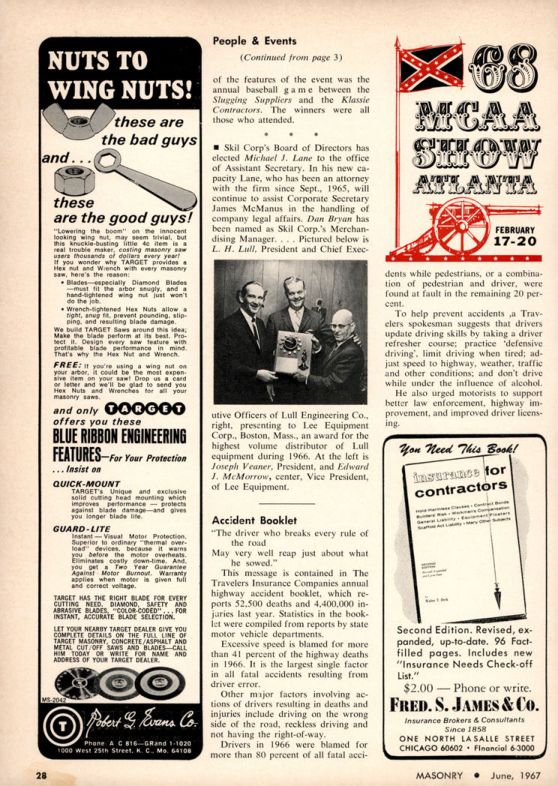 NUTS TO
WING NUTS!
these are
the bad guys
and...
these
are the good guys!
"Lowering the boom" on the innocent
looking wing nut, may seem trivial, but
this knuckle-busting little 4c item is a
real trouble maker, costing masonry saw
users thousands of dollars every year!
If you wonder why TARGET provides a
Hex nut and Wrench with every masonry
saw, here's the reason:
• Blades—especially Diamond Blades
—must fit the arbor snugly, and a
hand-tightened wing nut just won't
do the job.
• Wrench-tightened Hex Nuts allow a
tight, snug fit, prevent pounding, slip-
ping, and resulting blade damage.
We build TARGET Saws around this idea;
Make the blade perform at its best. Pro-
tect it. Design every saw feature with
profitable blade performance in mind.
That's why the Hex Nut and Wrench.
FREE: If you're using a wing nut on
your arbor, it could be the most expen-
sive item on your saw! Drop us a card
or letter and we'll be glad to send you
Hex Nuts and Wrenches for all your
masonry saws.
and only TARGET
offers you these
BLUE RIBBON ENGINEERING
FEATURES—For Your Protection
...Insist on
QUICK-MOUNT
TARGET's Unique and exclusive
solid cutting head mounting which
improves performance — protects
against blade damage—and gives
you longer blade life.
GUARD-LITE
Instant — Visual Motor Protection.
Superior to ordinary "thermal over-
load" devices, because it warns
you before the motor overheats.
Eliminates costly down-time. And,
you get a Two Year Guarantee
Against Motor Burnout. Guarantee
applies when motor is given full
and correct voltage.
TARGET HAS THE RIGHT BLADE FOR EVERY
CUTTING NEED. DIAMOND, SAFETY AND
ABRASIVE BLADES, "COLOR-CODED"... FOR
INSTANT, ACCURATE BLADE SELECTION.
LET YOUR NEARBY TARGET DEALER GIVE YOU
COMPLETE DETAILS ON THE FULL LINE OF
TARGET MASONRY, CONCRETE/ASPHALT AND
METAL CUT/OFF SAWS AND BLADES—CALL
HIM TODAY OR WRITE FOR NAME AND
ADDRESS OF YOUR TARGET DEALER.
MS-2042
T
Robert G. Evans Co.
Phone A C 816—GRand 1-1020
1000 West 25th Street, K. C., Mo. 64108
People & Events
(Continued from page 3)
of the features of the event was the
annual baseball game between the
Slugging Suppliers and the Klassie
Contractors. The winners were all
those who attended.
* * *
■ Skil Corp's Board of Directors has
elected Michael J. Lane to the office
of Assistant Secretary. In his new ca-
pacity Lane, who has been an attorney
with the firm since Sept., 1965, will
continue to assist Corporate Secretary
James McManus in the handling of
company legal affairs. Dan Bryan has
been named as Skil Corp.'s Merchan-
dising Manager. . . . Pictured below is
L. H. Lull, President and Chief Exec-
utive Officers of Lull Engineering Co.,
right, presenting to Lee Equipment
Corp., Boston, Mass., an award for the
highest volume distributor of Lull
equipment during 1966. At the left is
Joseph Veaner, President, and Edward
J. McMorrow, center, Vice President,
of Lee Equipment.
Accident Booklet
"The driver who breaks every rule of
the road
May very well reap just about what
he sowed."
This message is contained in The
Travelers Insurance Companies annual
highway accident booklet, which re-
ports 52,500 deaths and 4,400,000 in-
juries last year. Statistics in the book-
let were compiled from reports by state
motor vehicle departments.
Excessive speed is blamed for more
than 41 percent of the highway deaths
in 1966. It is the largest single factor
in all fatal accidents resulting from
driver error.
Other major factors involving ac-
tions of drivers resulting in deaths and
injuries include driving on the wrong
side of the road, reckless driving and
not having the right-of-way.
Drivers in 1966 were blamed for
more than 80 percent of all fatal acci-
68
MCAA
SHOW
ATLANTA
FEBRUARY
17-20
dents while pedestrians, or a combina-
tion of pedestrian and driver, were
found at fault in the remaining 20 per-
cent.
To help prevent accidents ,a Trav-
elers spokesman suggests that drivers
update driving skills by taking a driver
refresher course; practice 'defensive
driving', limit driving when tired; ad-
just speed to highway, weather, traffic
and other conditions; and don't drive
while under the influence of alcohol.
He also urged motorists to support
better law enforcement, highway im-
provement, and improved driver licens-
ing.
You Need This Book!
insurance for
contractors
Hold Harmless Clauses • Contract Bonds
Builders' Risk • Workmen's Compensation
General Liability • Equipment Floaters
Scaffold Act Liability • Many Other Subjects
SECOND
EDITION
by
Second Edition. Revised, ex-
panded, up-to-date. 96 Fact-
filled pages. Includes new
"Insurance Needs Check-off
List."
$2.00 — Phone or write.
FRED. S. JAMES & CO.
Insurance Brokers & Consultants
Since 1858
ONE NORTH LA SALLE STREET
CHICAGO 60602 • FInancial 6-3000
28
MASONRY • June, 1967